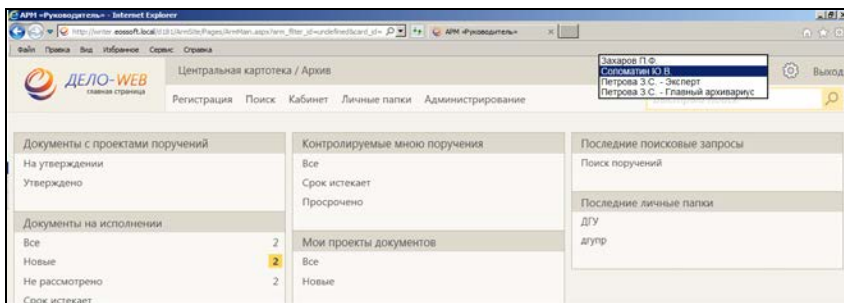 АРМ «Руководитель» - Internet Explorer
АРМ «Руководитель»
Файл Правка Вид Избранное Сервис Справка
ДЕЛО-WEB
главная страница
Центральная картотека / Архив
Захаров П.Ф.
Соломатин Ю.В.
Петрова З.С. - Эксперт
Петрова З.С. - Главный архивариус
Выход
Регистрация Поиск Кабинет Личные папки Администрирование
Документы с проектами поручений
На утверждении
Утверждено
Документы на исполнении
Все 2
Новые 2
Не рассмотрено 2
Срок истекает
Контролируемые мною поручения
Все
Срок истекает
Просрочено
Мои проекты документов
Все
Новые
Последние поисковые запросы
Поиск поручений
Последние личные папки
ДГУ
дгупр